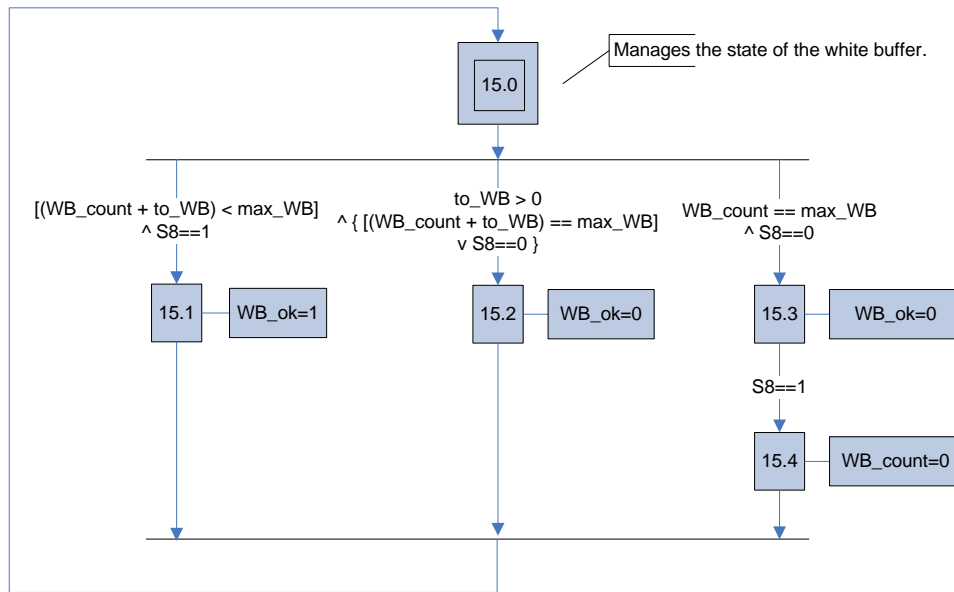 Manages the state of the white buffer.
15.0
[(WB_count + to_WB) < max_WB]
^ S8==1
to_WB > 0
^ { [(WB_count + to_WB) == max_WB]
v S8==0 }
WB_count == max_WB
^ S8==0
15.1
WB_ok=1
15.2
WB_ok=0
15.3
WB_ok=0
S8==1
15.4
WB_count=0